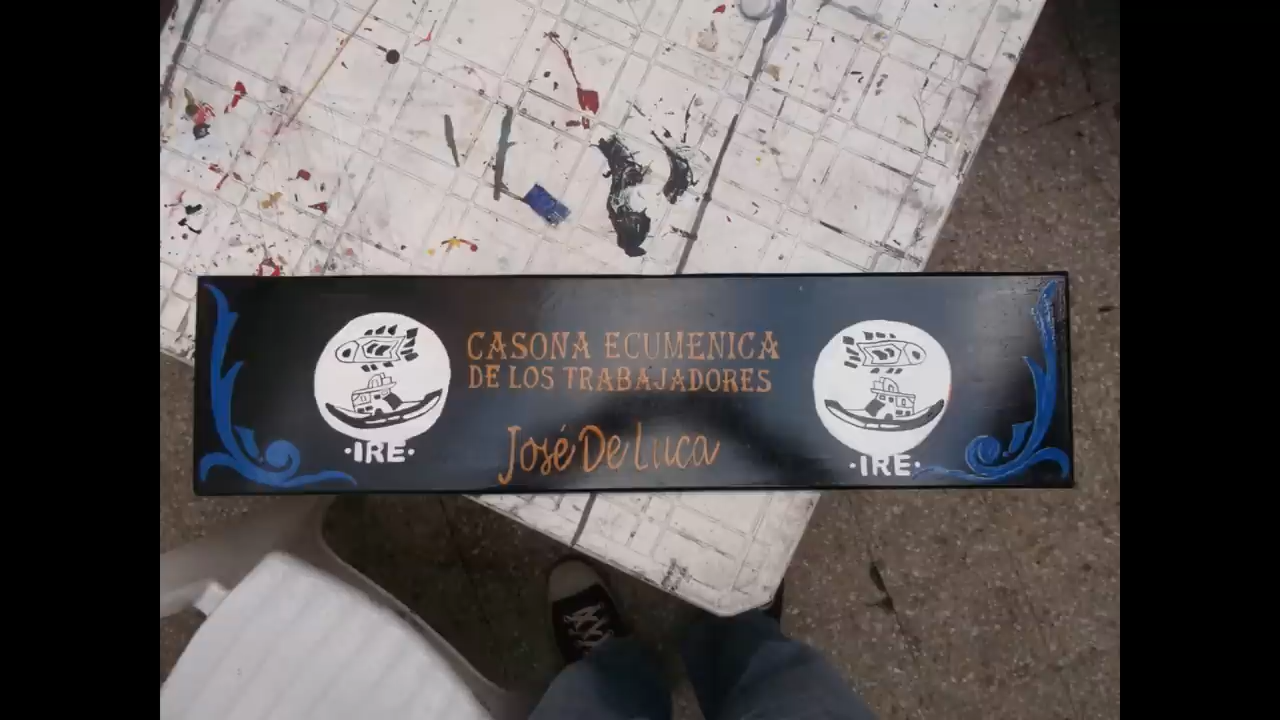 CASONA ECUMENICA
DE LOS TRABAJADORES
José De Luca
·IRE·
·IRE·